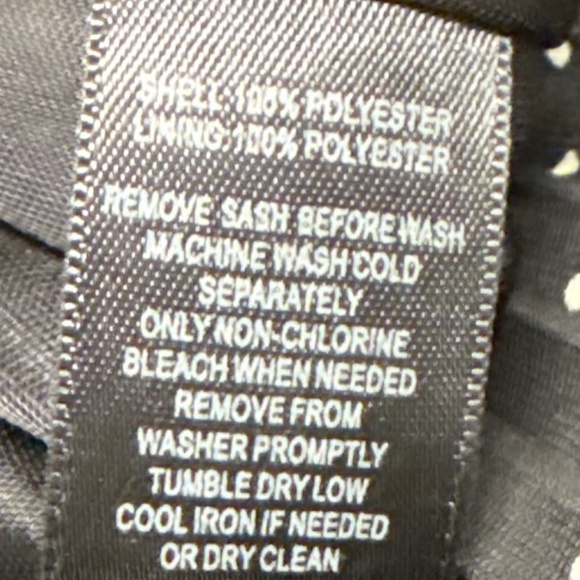 SHELL:100% POLYESTER
LINING:100% POLYESTER
REMOVE SASH BEFORE WASH
MACHINE WASH COLD
SEPARATELY
ONLY NON-CHLORINE
BLEACH WHEN NEEDED
REMOVE FROM
WASHER PROMPTLY
TUMBLE DRY LOW
COOL IRON IF NEEDED
OR DRY CLEAN